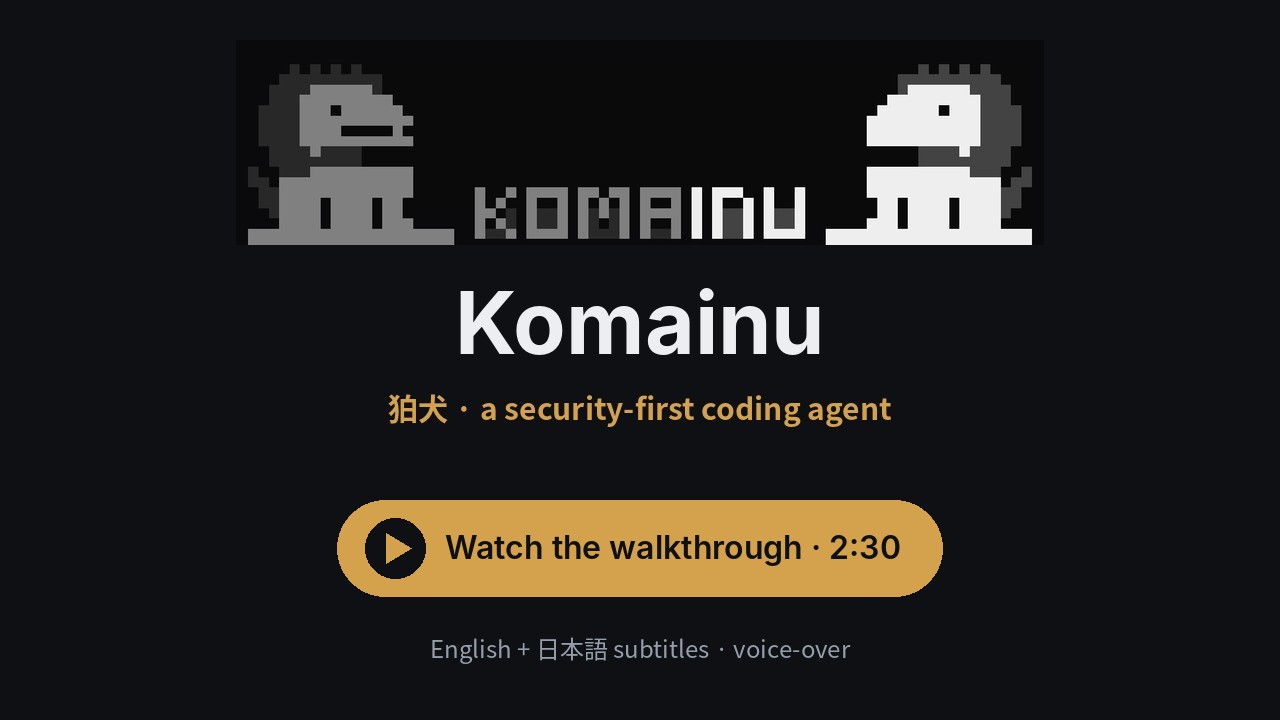 KOMAINU
Komainu
狛犬 · a security-first coding agent
Watch the walkthrough · 2:30
English + 日本語 subtitles · voice-over